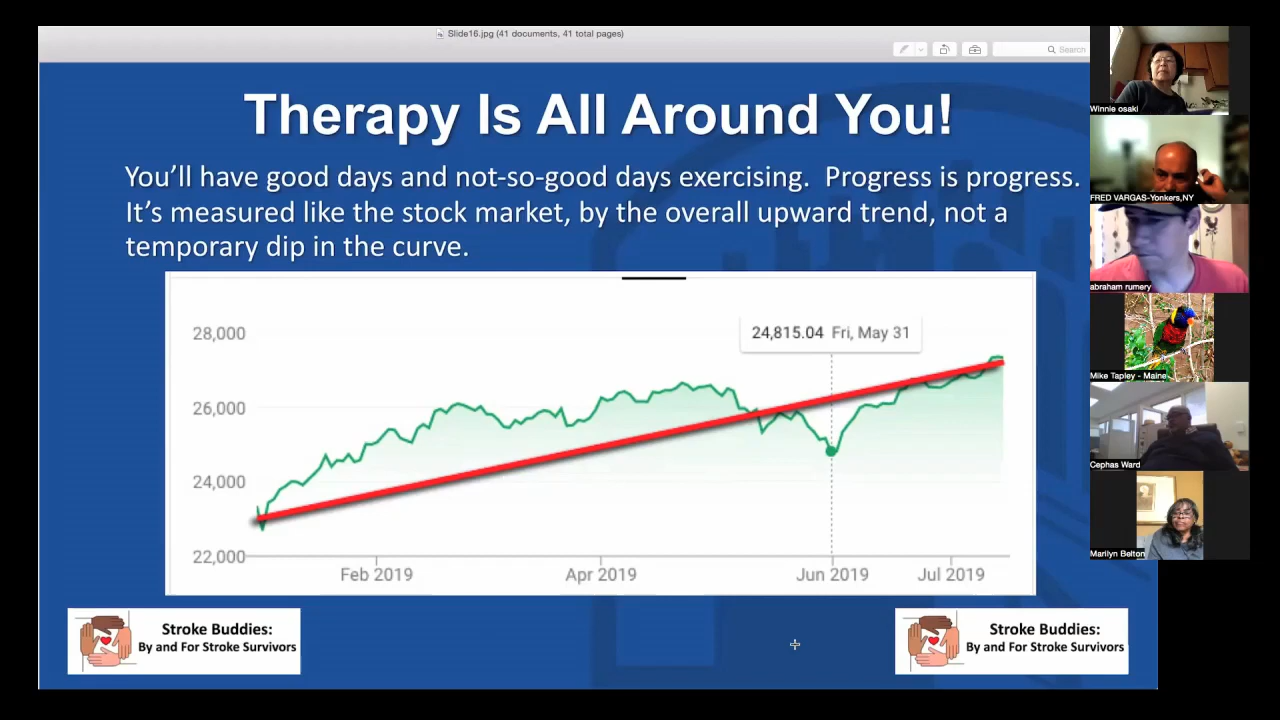 Slide16.jpg (41 documents, 41 total pages)
Search
Therapy Is All Around You!
You'll have good days and not-so-good days exercising.  Progress is progress.
It's measured like the stock market, by the overall upward trend, not a
temporary dip in the curve.
28,000
26,000
24,000
22,000
24,815.04 Fri, May 31
Feb 2019
Apr 2019
Jun 2019
Jul 2019
Stroke Buddies:
By and For Stroke Survivors
Stroke Buddies:
By and For Stroke Survivors
Winnie osaki
FRED VARGAS-Yonkers,NY
abraham rumery
Mike Tapley - Maine
Cephas Ward
Marilyn Belton